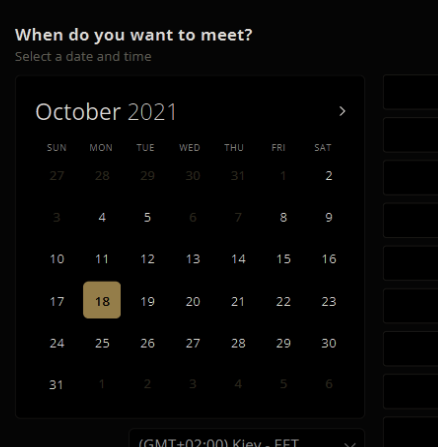 When do you want to meet?
Select a date and time
October 2021
SUN MON TUE WED THU FRI SAT
27 28 29 30 31 1 2
3 4 5 6 7 8 9
10 11 12 13 14 15 16
17 18 19 20 21 22 23
24 25 26 27 28 29 30
31 1 2 3 4 5 6
(GMT+02:00) Kiev - EET